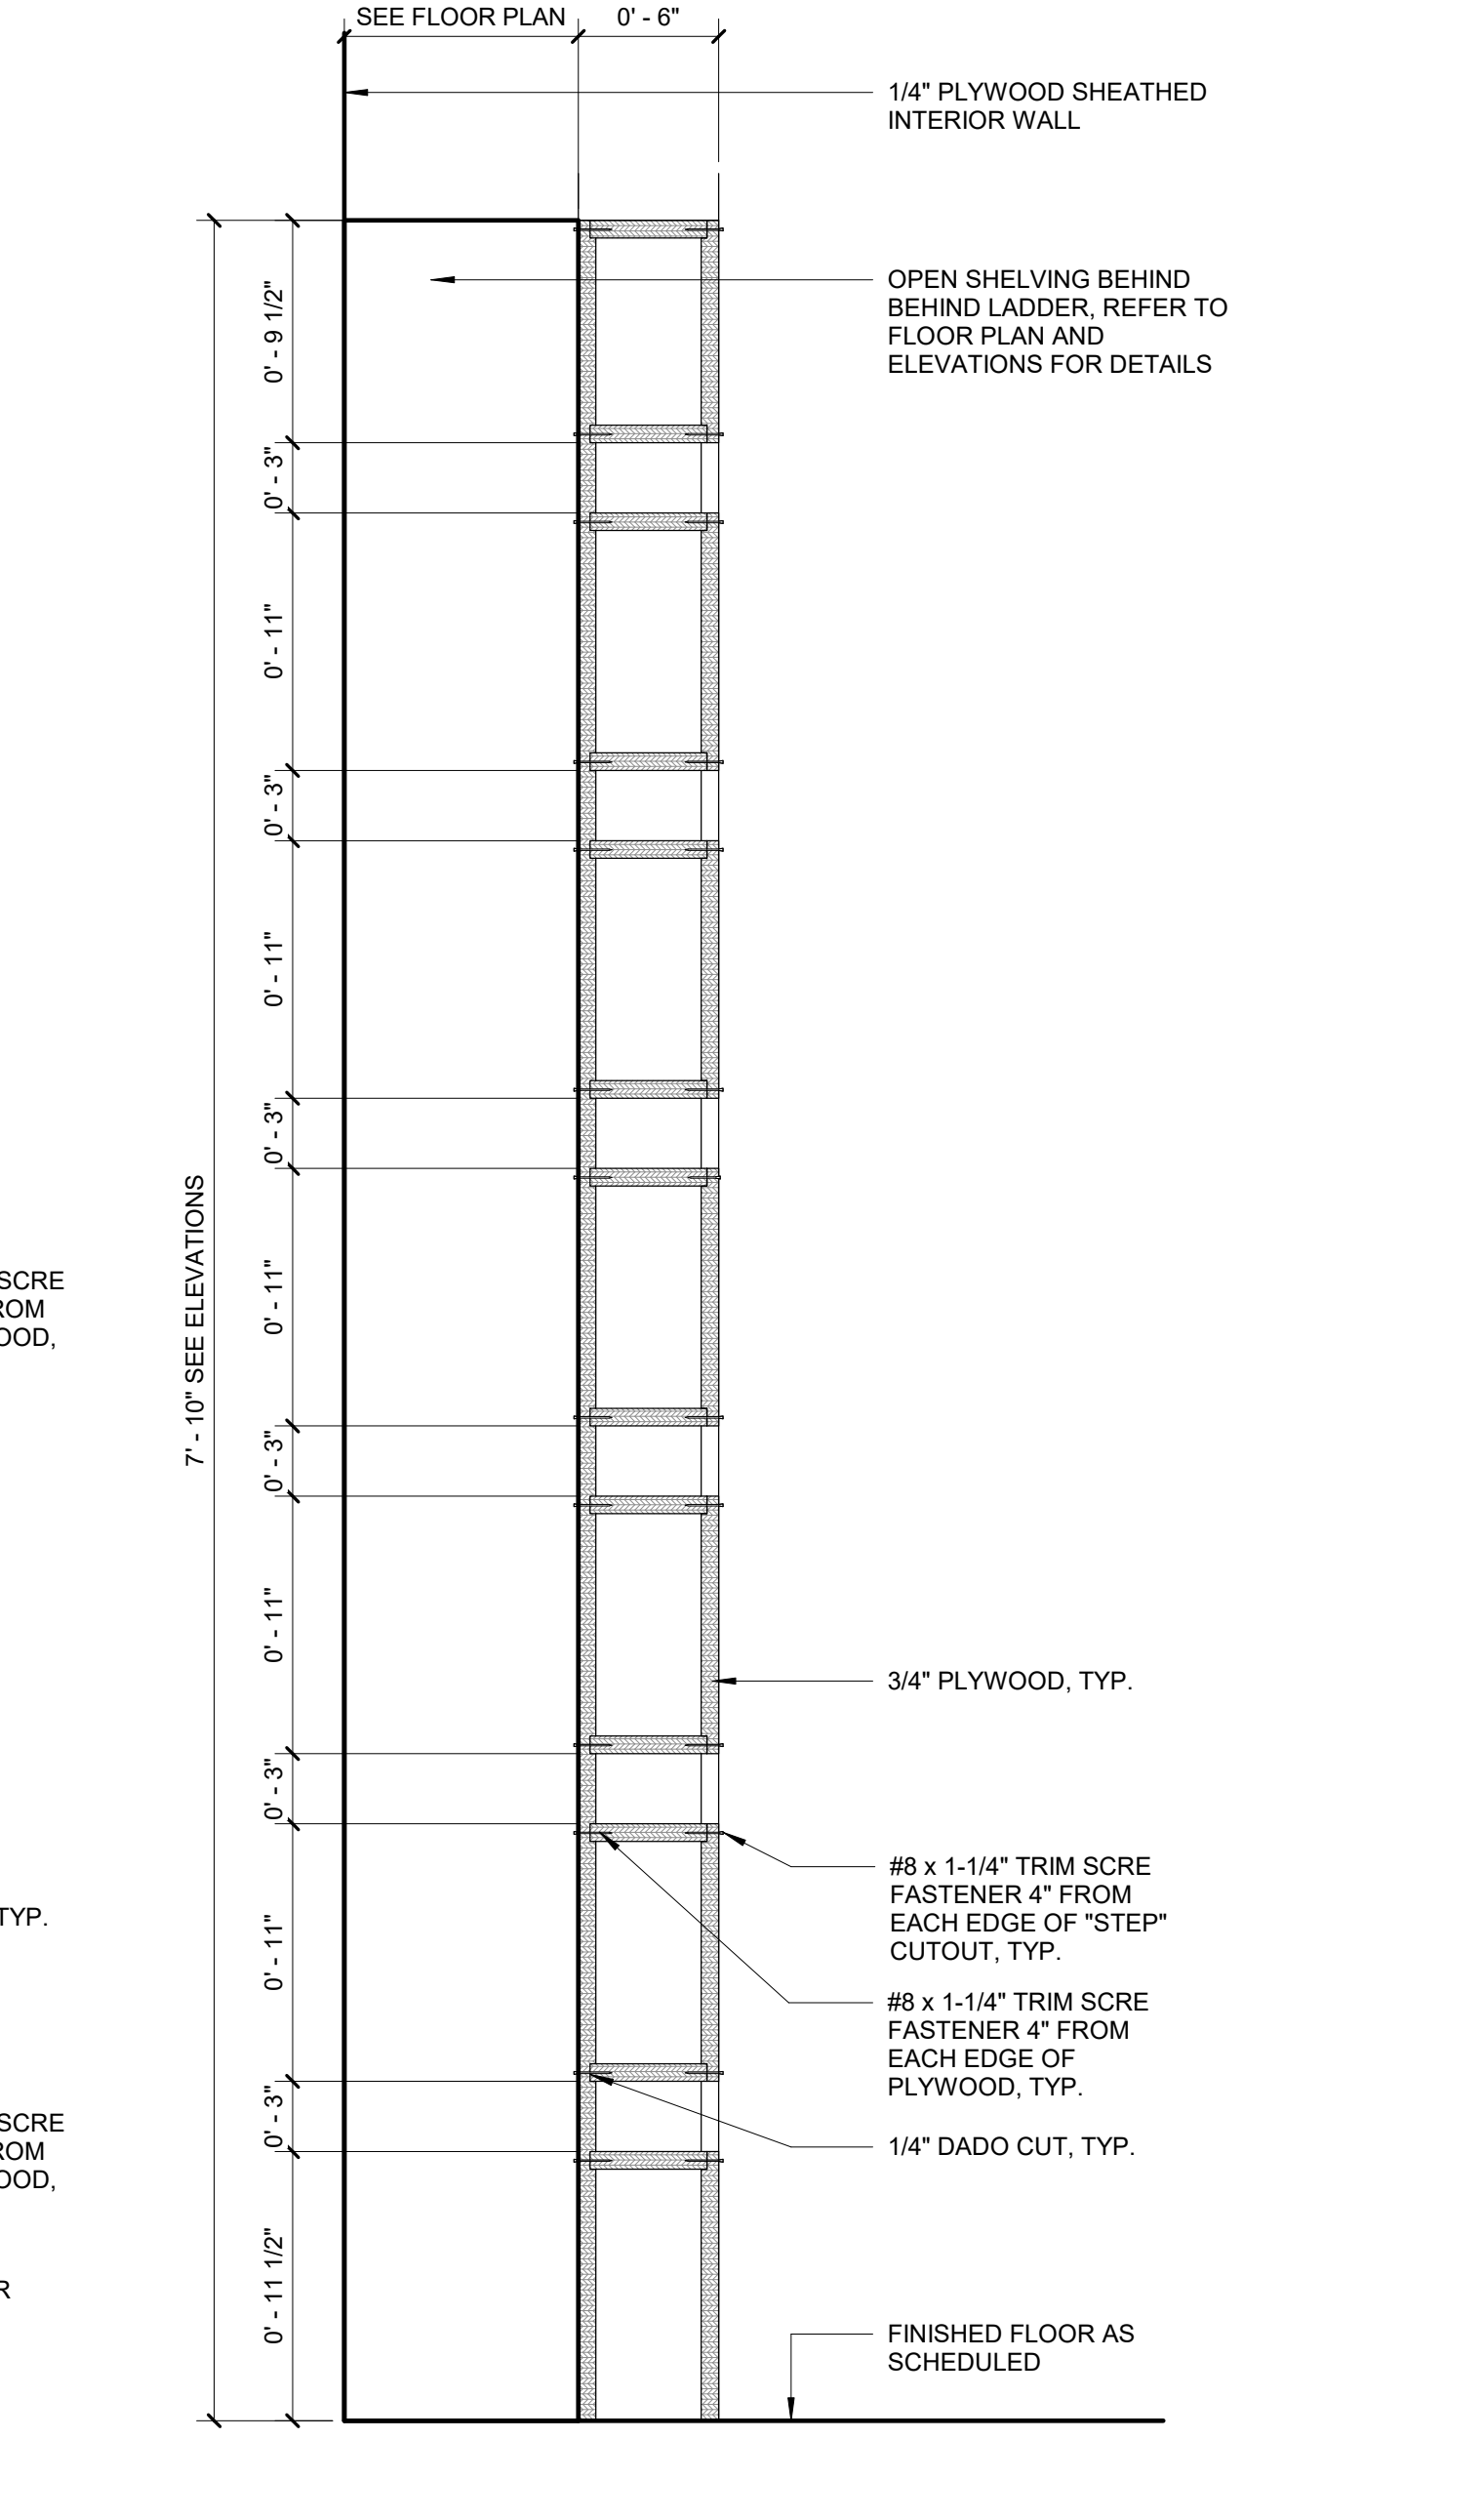 SEE FLOOR PLAN
0' - 6"
1/4" PLYWOOD SHEATHED
INTERIOR WALL
OPEN SHELVING BEHIND
BEHIND LADDER, REFER TO
FLOOR PLAN AND
ELEVATIONS FOR DETAILS
0' - 9 1/2"
0' - 3"
0' - 11"
0' - 3"
0' - 11"
0' - 3"
0' - 11"
0' - 3"
0' - 11"
0' - 3"
0' - 11"
0' - 3"
0' - 11 1/2"
7' - 10" SEE ELEVATIONS
SCRE
ROM
OOD,
3/4" PLYWOOD, TYP.
#8 x 1-1/4" TRIM SCRE
FASTENER 4" FROM
EACH EDGE OF "STEP"
CUTOUT, TYP.
TYP.
#8 x 1-1/4" TRIM SCRE
FASTENER 4" FROM
EACH EDGE OF
PLYWOOD, TYP.
1/4" DADO CUT, TYP.
SCRE
ROM
OOD,
R
FINISHED FLOOR AS
SCHEDULED